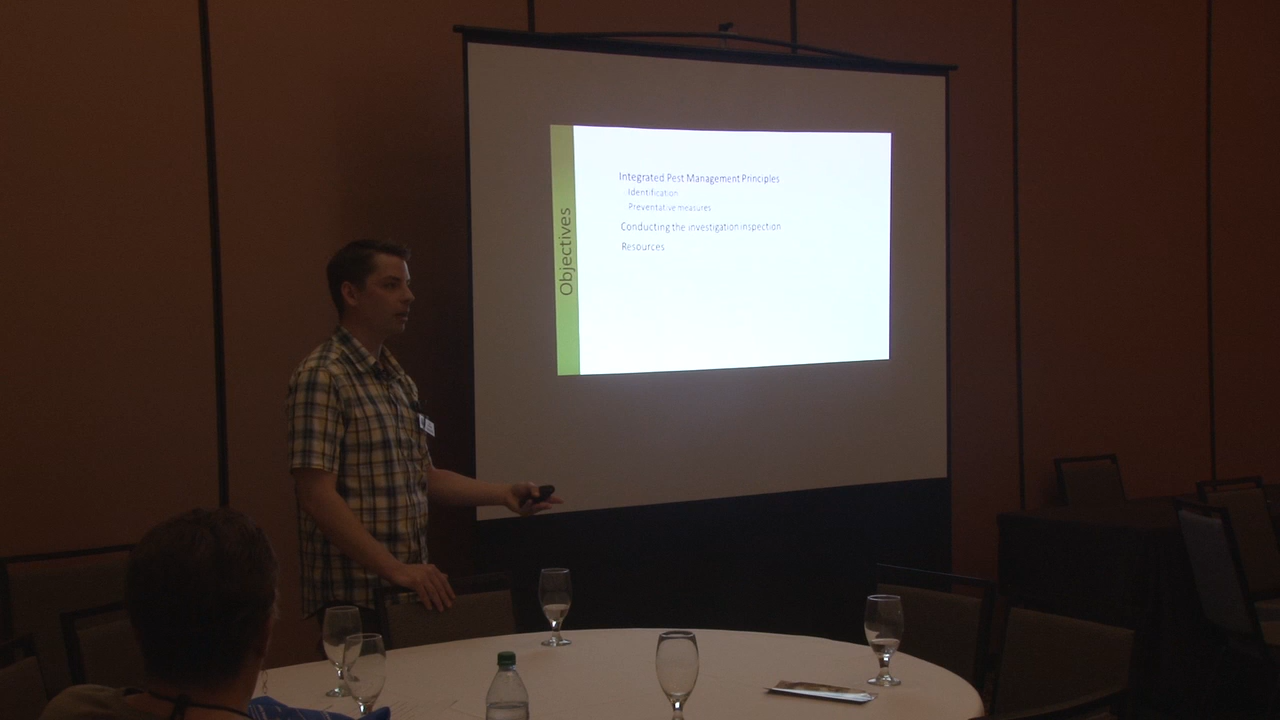 Objectives
Integrated Pest Management Principles
Identification
Preventative measures
Conducting the investigation inspection
Resources